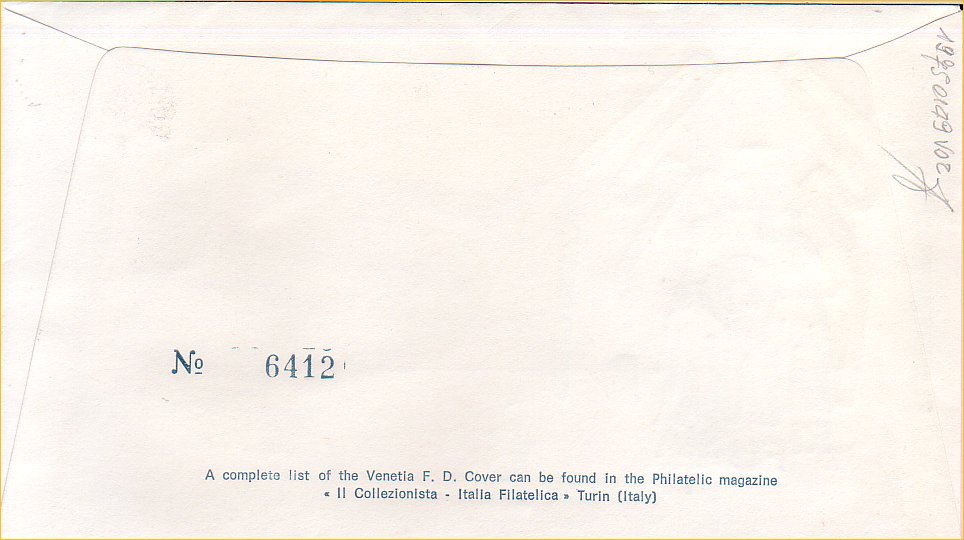 № 6412
A complete list of the Venetia F. D. Cover can be found in the Philatelic magazine
« Il Collezionista - Italia Filatelica » Turin (Italy)